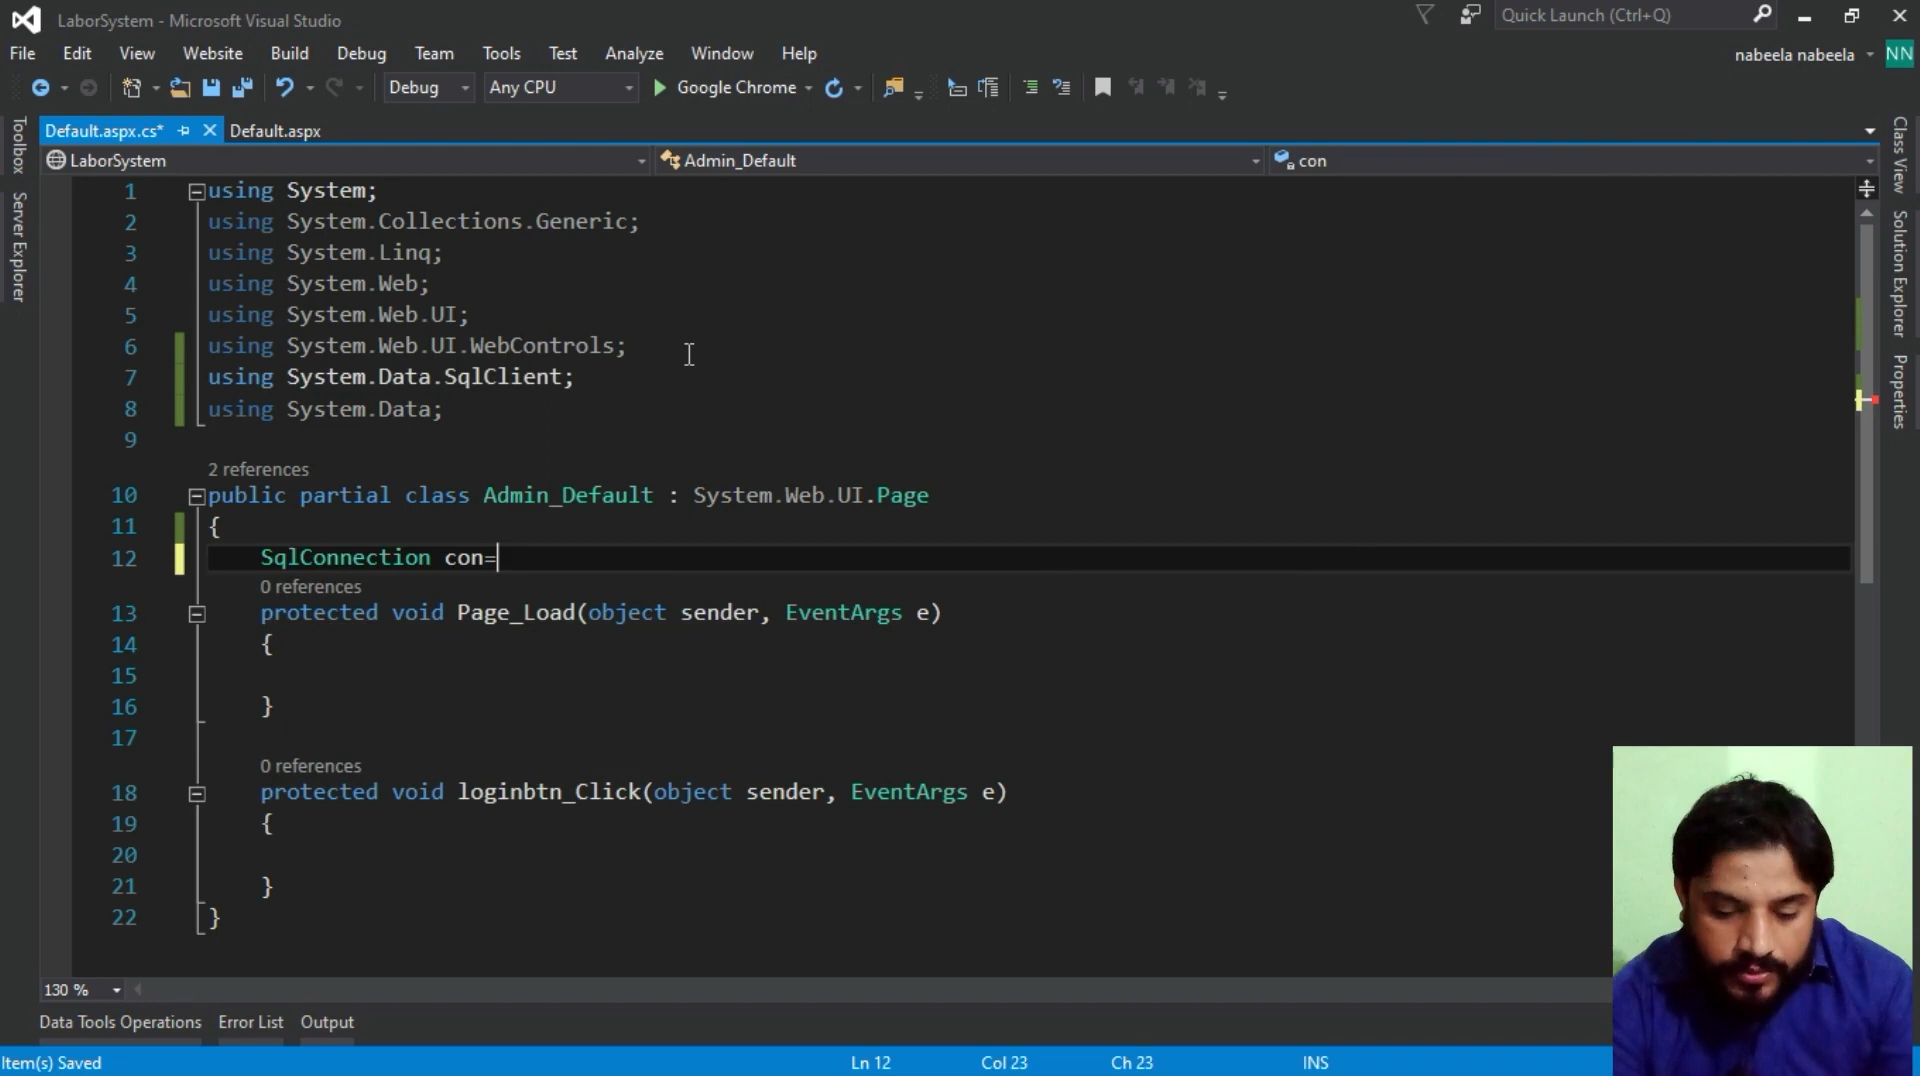 LaborSystem - Microsoft Visual Studio
Quick Launch (Ctrl+Q)
File Edit View Website Build Debug Team Tools Test Analyze Window Help
nabeela nabeela NN
Debug Any CPU Google Chrome
Default.aspx.cs* Default.aspx
LaborSystem Admin_Default con
Toolbox
Server Explorer
Class View
Solution Explorer
Properties
1 using System;
2 using System.Collections.Generic;
3 using System.Linq;
4 using System.Web;
5 using System.Web.UI;
6 using System.Web.UI.WebControls;
7 using System.Data.SqlClient;
8 using System.Data;
9
2 references
10 public partial class Admin_Default : System.Web.UI.Page
11 {
12 SqlConnection con=
0 references
13 protected void Page_Load(object sender, EventArgs e)
14 {
15
16 }
17
0 references
18 protected void loginbtn_Click(object sender, EventArgs e)
19 {
20
21 }
22 }
130 %
Data Tools Operations Error List Output
Item(s) Saved Ln 12 Col 23 Ch 23 INS